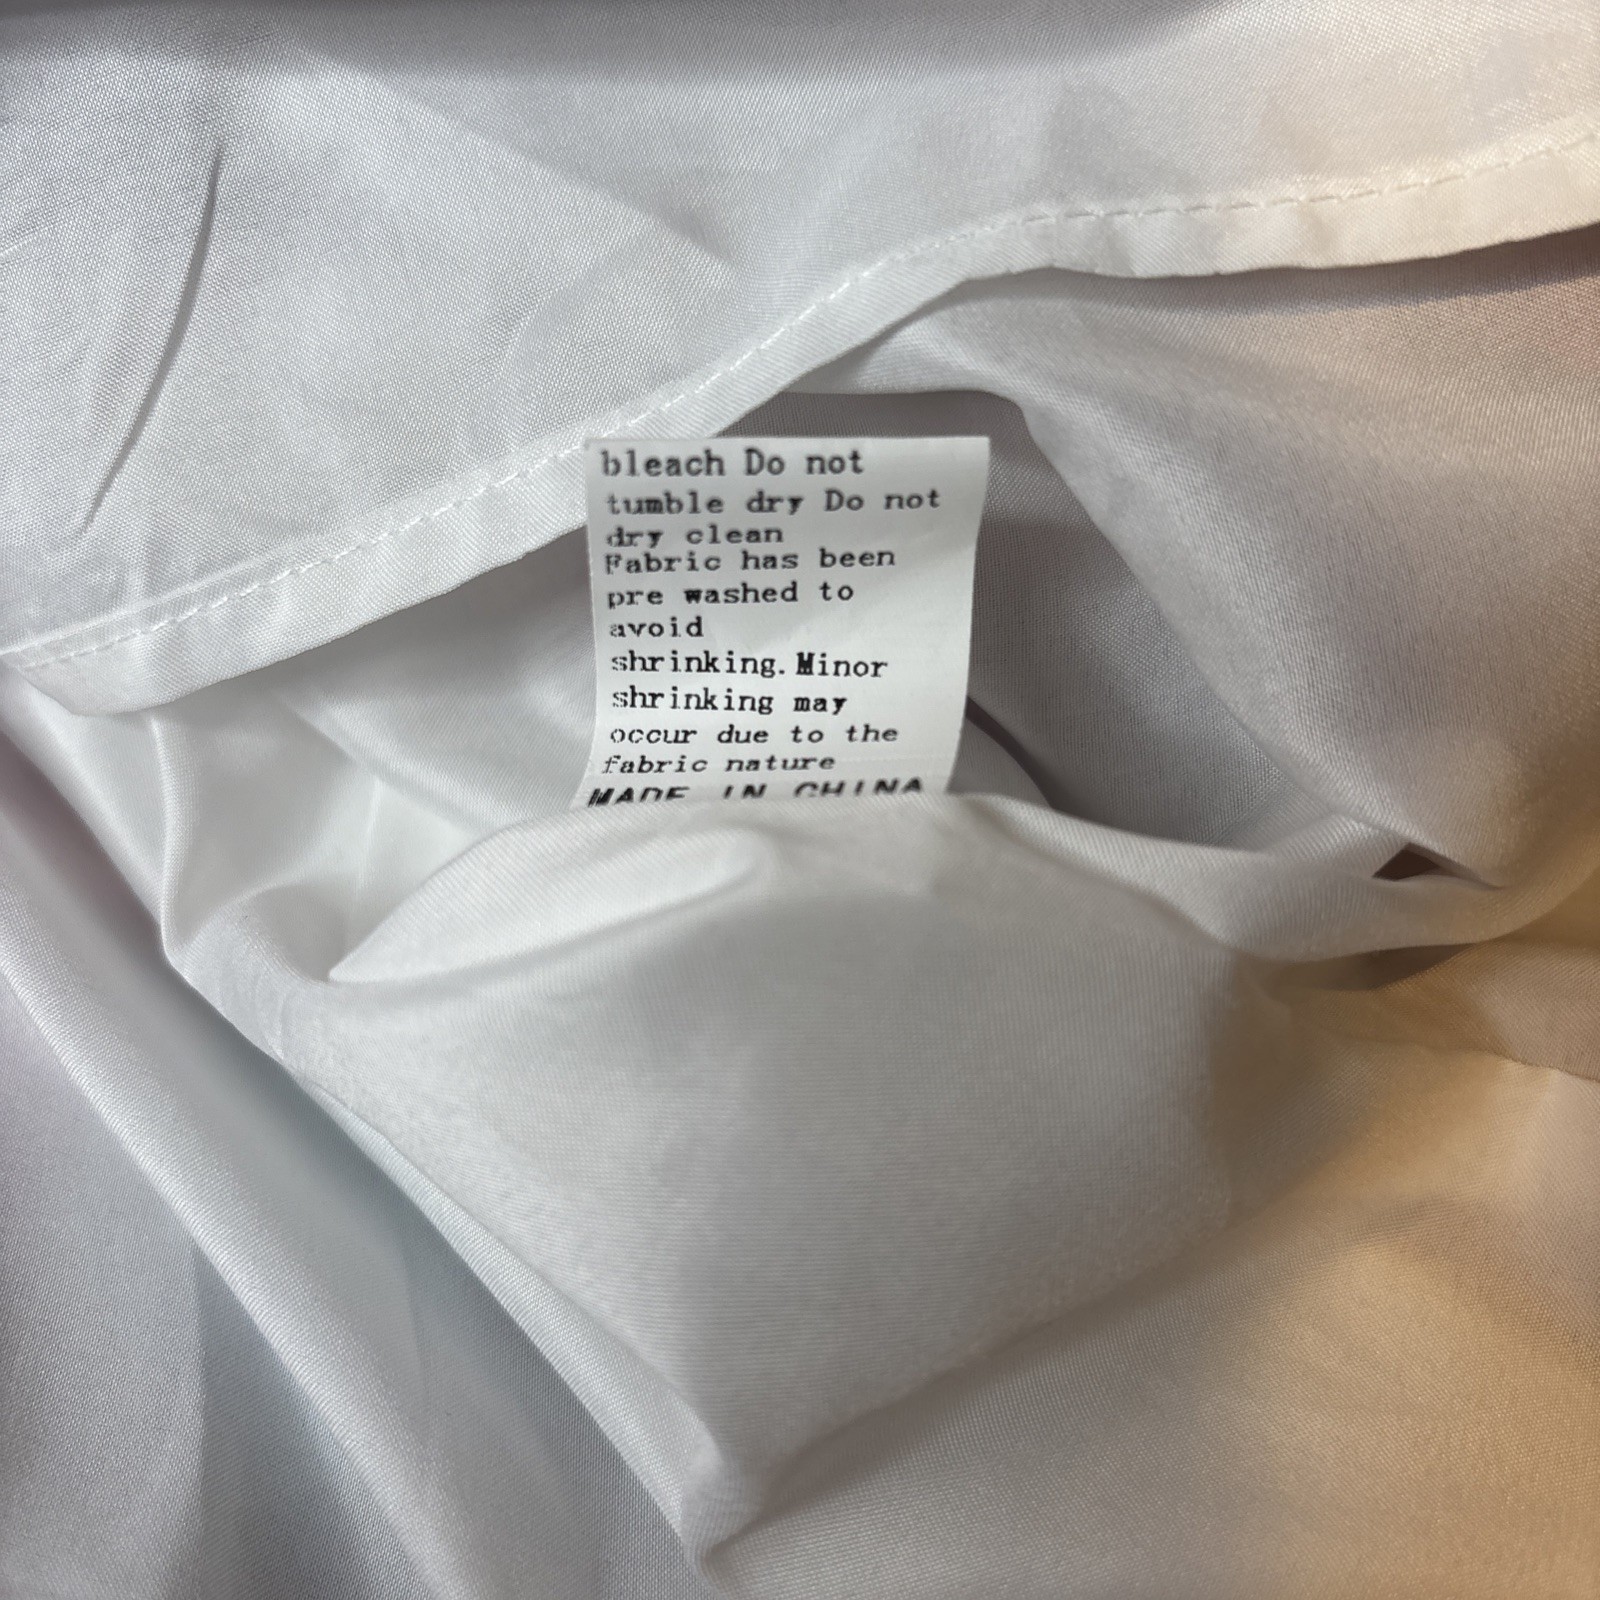 bleach Do not
tumble dry Do not
dry clean
Fabric has been
pre washed to
avoid
shrinking. Minor
shrinking may
occur due to the
fabric nature
MADE IN CHINA